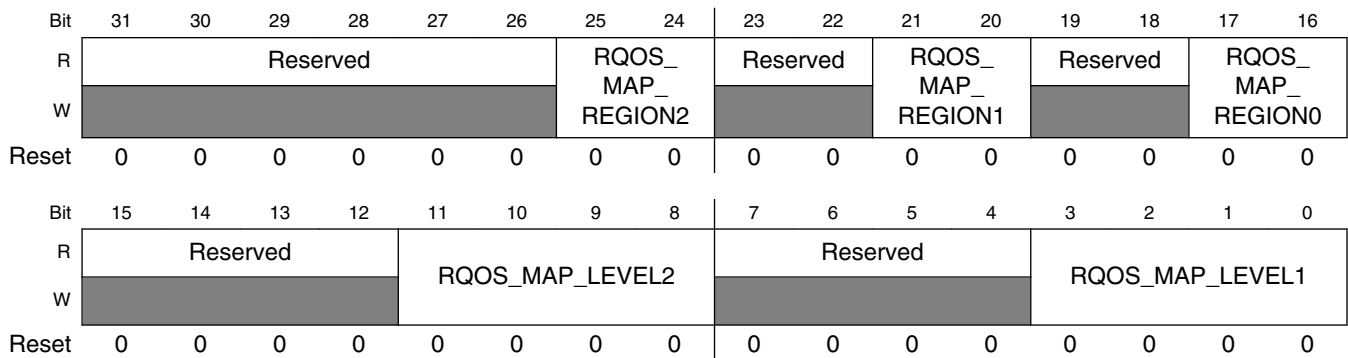 Bit 31 30 29 28 27 26 25 24 23 22 21 20 19 18 17 16
R Reserved RQOS_ MAP_ REGION2 Reserved RQOS_ MAP_ REGION1 Reserved RQOS_ MAP_ REGION0
W
Reset 0 0 0 0 0 0 0 0 0 0 0 0 0 0 0 0
Bit 15 14 13 12 11 10 9 8 7 6 5 4 3 2 1 0
R Reserved RQOS_MAP_LEVEL2 Reserved RQOS_MAP_LEVEL1
W
Reset 0 0 0 0 0 0 0 0 0 0 0 0 0 0 0 0